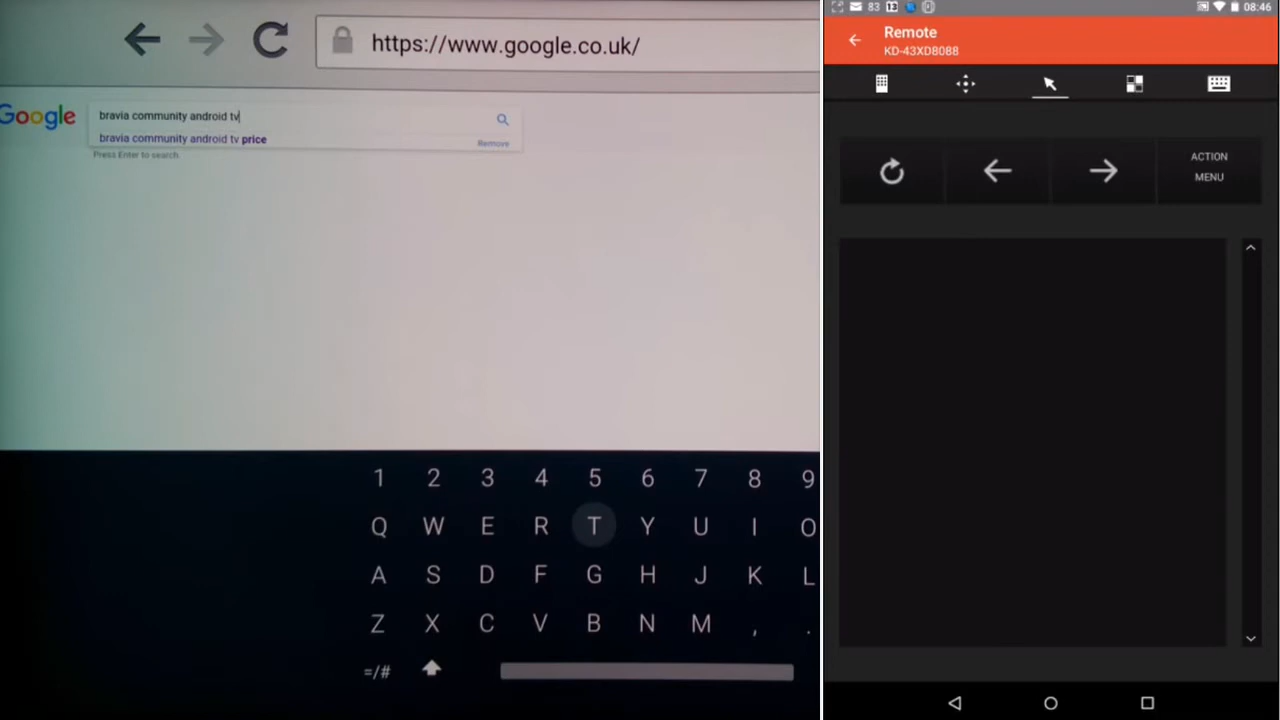 https://www.google.co.uk/
Google
bravia community android tv
bravia community android tv price
Remove
Press Enter to search.
1 2 3 4 5 6 7 8 9
Q W E R T Y U I O
A S D F G H J K L
Z X C V B N M , .
=/#
83 13 08:46
Remote
KD-43XD8088
ACTION
MENU